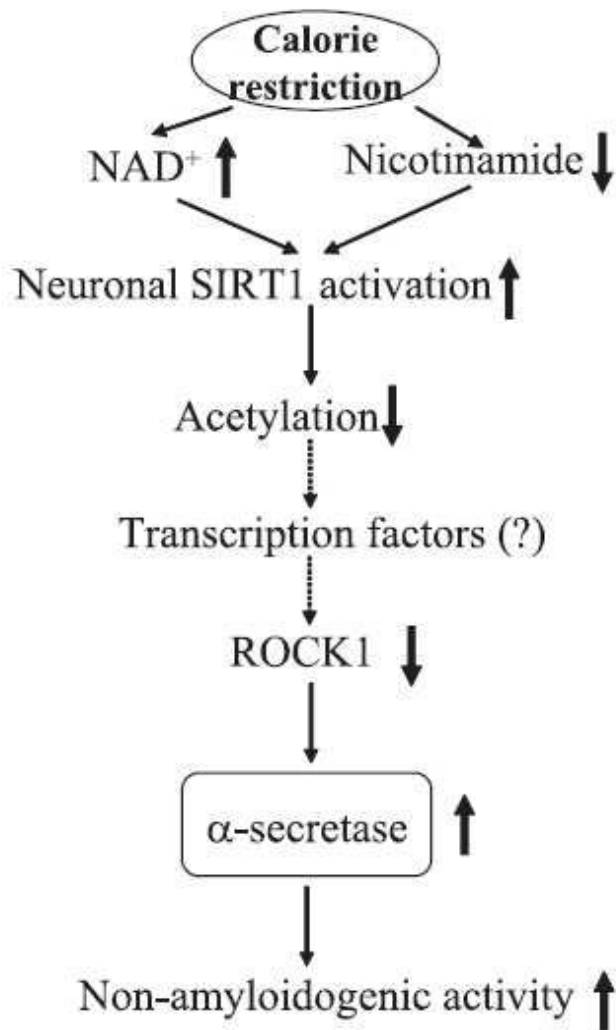 Calorie
restriction
NAD⁺
Nicotinamide
Neuronal SIRT1 activation
Acetylation
Transcription factors (?)
ROCK1
α-secretase
Non-amyloidogenic activity